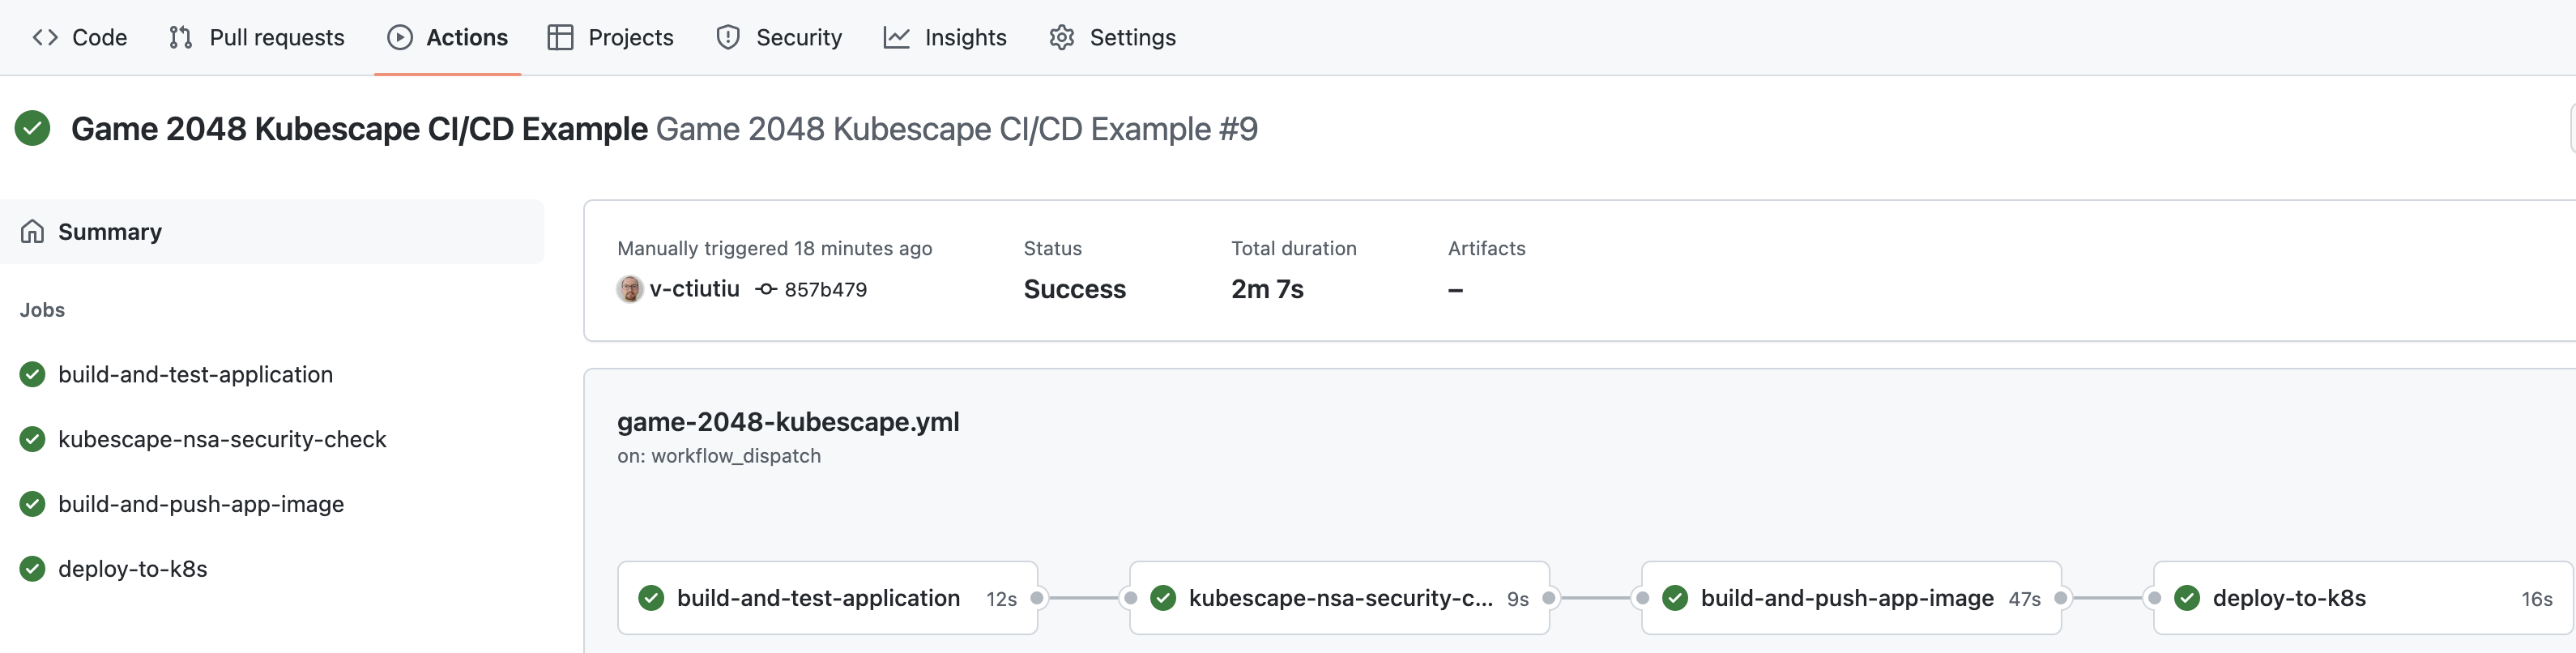 Code Pull requests Actions Projects Security Insights Settings
Game 2048 Kubescape CI/CD Example Game 2048 Kubescape CI/CD Example #9
Summary
Jobs
build-and-test-application
kubescape-nsa-security-check
build-and-push-app-image
deploy-to-k8s
Manually triggered 18 minutes ago Status Total duration Artifacts
v-ctiutiu 857b479 Success 2m 7s –
game-2048-kubescape.yml
on: workflow_dispatch
build-and-test-application 12s kubescape-nsa-security-c... 9s build-and-push-app-image 47s deploy-to-k8s 16s